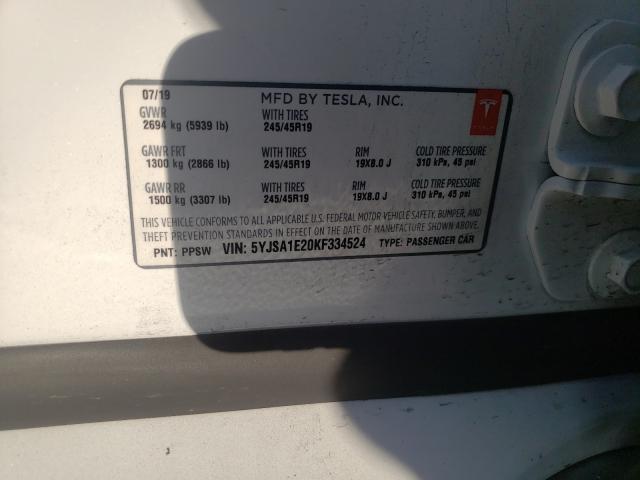 07/19 MFD BY TESLA, INC.
GVWR WITH TIRES
2694 kg (5939 lb) 245/45R19
GAWR FRT WITH TIRES RIM COLD TIRE PRESSURE
1300 kg (2866 lb) 245/45R19 19X8.0 J 310 kPa, 45 psi
GAWR RR WITH TIRES RIM COLD TIRE PRESSURE
1500 kg (3307 lb) 245/45R19 19X8.0 J 310 kPa, 45 psi
THIS VEHICLE CONFORMS TO ALL APPLICABLE U.S. FEDERAL MOTOR VEHICLE SAFETY, BUMPER, AND
THEFT PREVENTION STANDARDS IN EFFECT ON THE DATE OF MANUFACTURE SHOWN ABOVE.
PNT: PPSW VIN: 5YJSA1E20KF334524 TYPE: PASSENGER CAR
TESLA